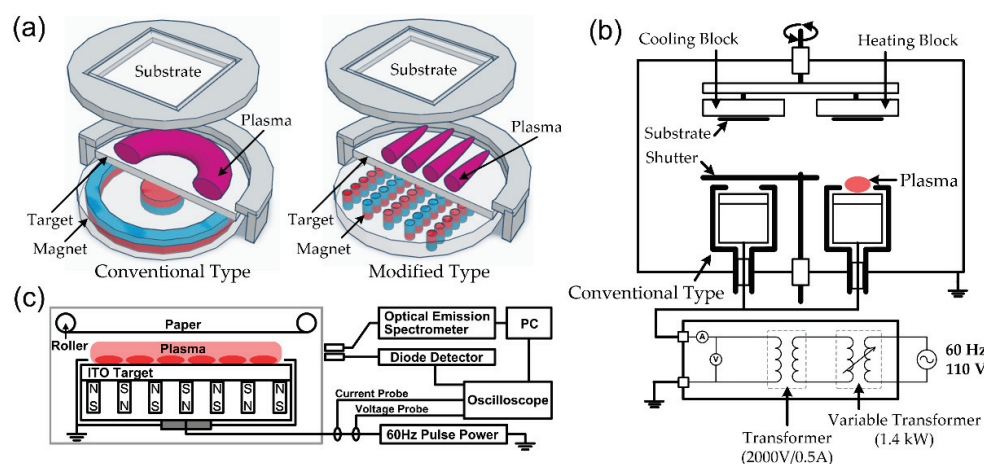 (a)
Substrate
Substrate
Plasma
Plasma
Target
Magnet
Target
Magnet
Conventional Type
Modified Type
(b)
Cooling Block
Heating Block
Substrate
Shutter
Plasma
Conventional Type
A
V
60 Hz
110 V
Transformer
(2000V/0.5A)
Variable Transformer
(1.4 kW)
(c)
Roller
Paper
Plasma
ITO Target
N N S S N S N
S S N N S N S
Optical Emission
Spectrometer
PC
Diode Detector
Oscilloscope
Current Probe
Voltage Probe
60Hz Pulse Power